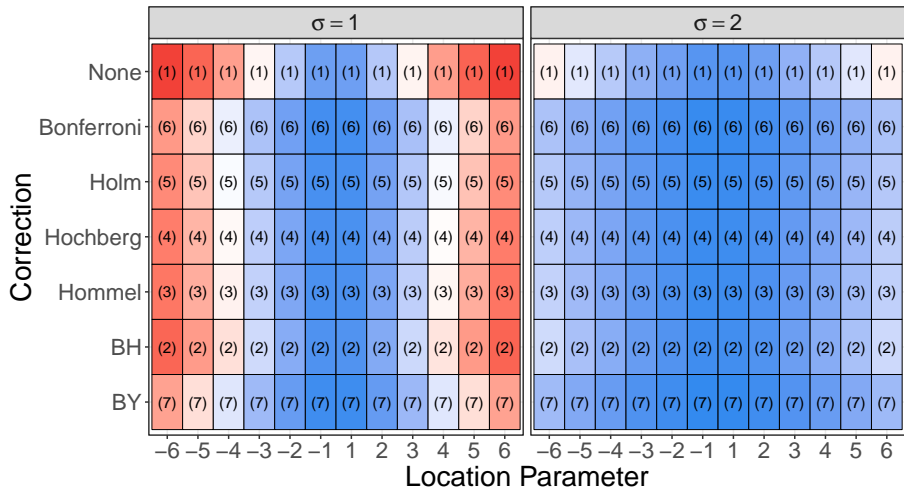 σ = 1 σ = 2
None (1) (1) (1) (1) (1) (1) (1) (1) (1) (1) (1) (1) (1) (1) (1) (1) (1) (1) (1) (1) (1) (1) (1) (1)
Bonferroni (6) (6) (6) (6) (6) (6) (6) (6) (6) (6) (6) (6) (6) (6) (6) (6) (6) (6) (6) (6) (6) (6) (6) (6)
Holm (5) (5) (5) (5) (5) (5) (5) (5) (5) (5) (5) (5) (5) (5) (5) (5) (5) (5) (5) (5) (5) (5) (5) (5)
Hochberg (4) (4) (4) (4) (4) (4) (4) (4) (4) (4) (4) (4) (4) (4) (4) (4) (4) (4) (4) (4) (4) (4) (4) (4)
Hommel (3) (3) (3) (3) (3) (3) (3) (3) (3) (3) (3) (3) (3) (3) (3) (3) (3) (3) (3) (3) (3) (3) (3) (3)
BH (2) (2) (2) (2) (2) (2) (2) (2) (2) (2) (2) (2) (2) (2) (2) (2) (2) (2) (2) (2) (2) (2) (2) (2)
BY (7) (7) (7) (7) (7) (7) (7) (7) (7) (7) (7) (7) (7) (7) (7) (7) (7) (7) (7) (7) (7) (7) (7) (7)
−6 −5 −4 −3 −2 −1 1 2 3 4 5 6 −6 −5 −4 −3 −2 −1 1 2 3 4 5 6
Location Parameter
Correction